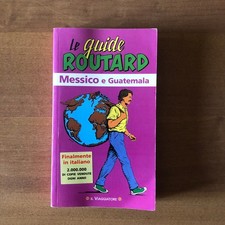 le guide
ROUTARD
Messico e Guatemala
Finalmente
in italiano
2.000.000
DI COPIE VENDUTE
OGNI ANNO
IL VIAGGIATORE